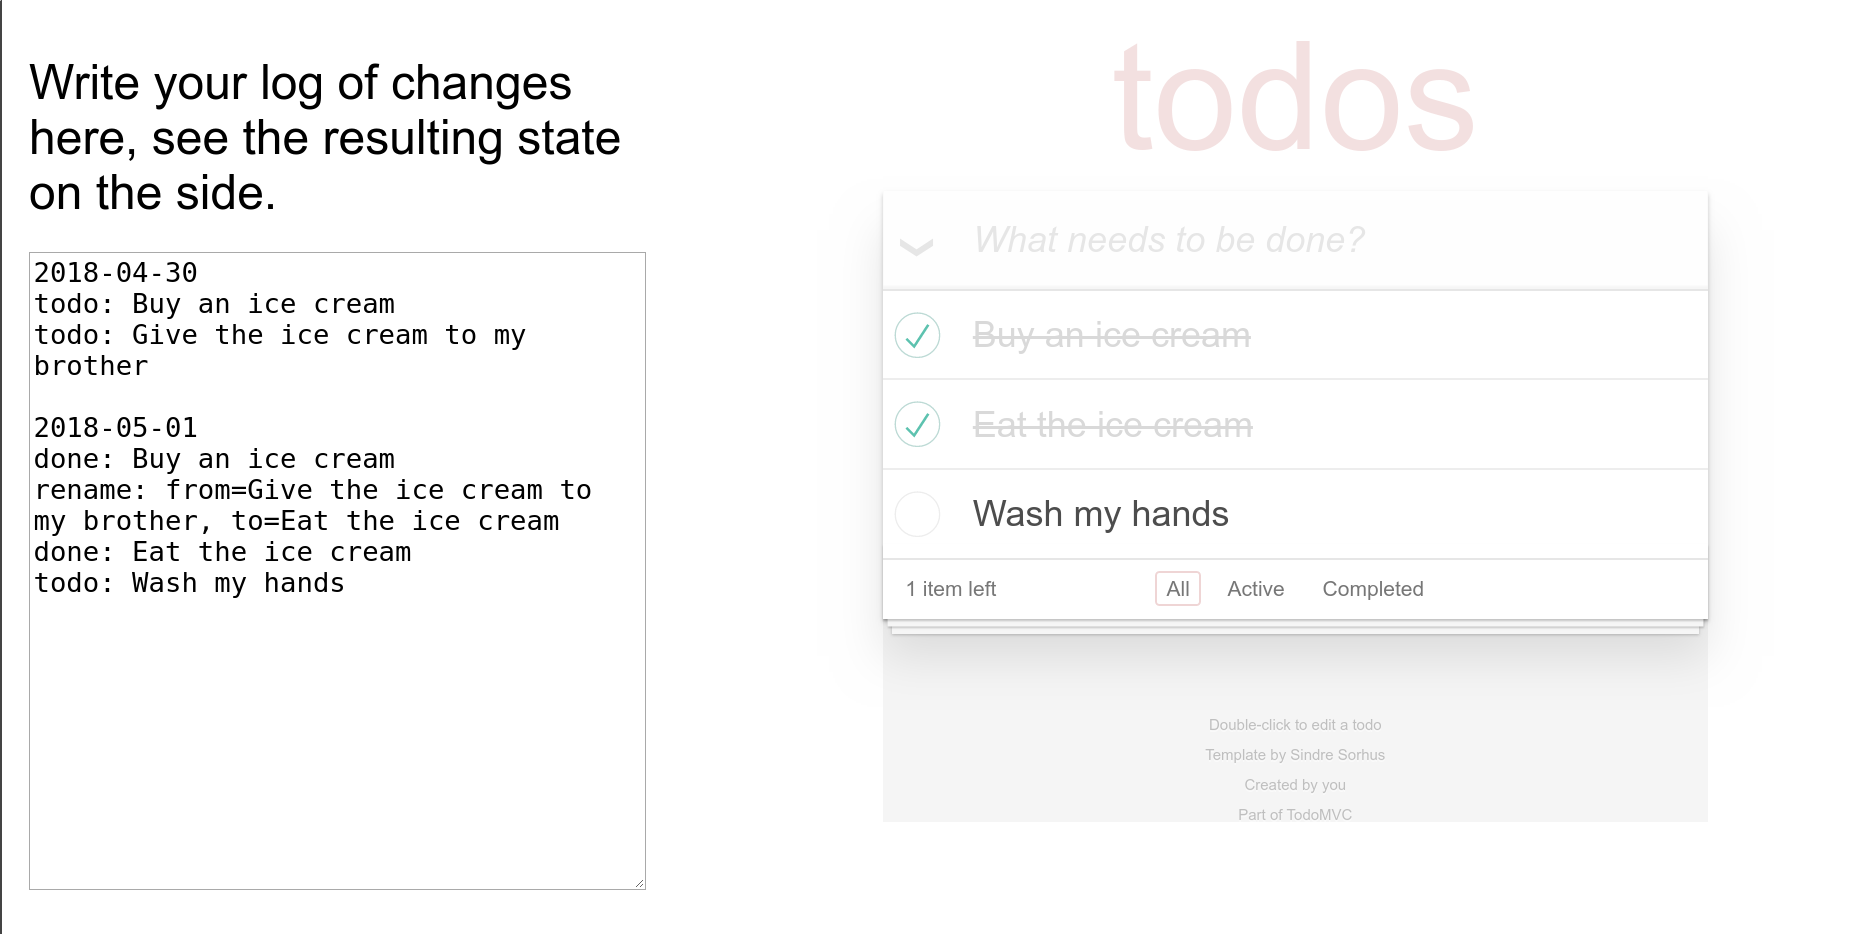 Write your log of changes
here, see the resulting state
on the side.
2018-04-30
todo: Buy an ice cream
todo: Give the ice cream to my
brother
2018-05-01
done: Buy an ice cream
rename: from=Give the ice cream to
my brother, to=Eat the ice cream
done: Eat the ice cream
todo: Wash my hands
todos
What needs to be done?
Buy an ice cream
Eat the ice cream
Wash my hands
1 item left All Active Completed
Double-click to edit a todo
Template by Sindre Sorhus
Created by you
Part of TodoMVC